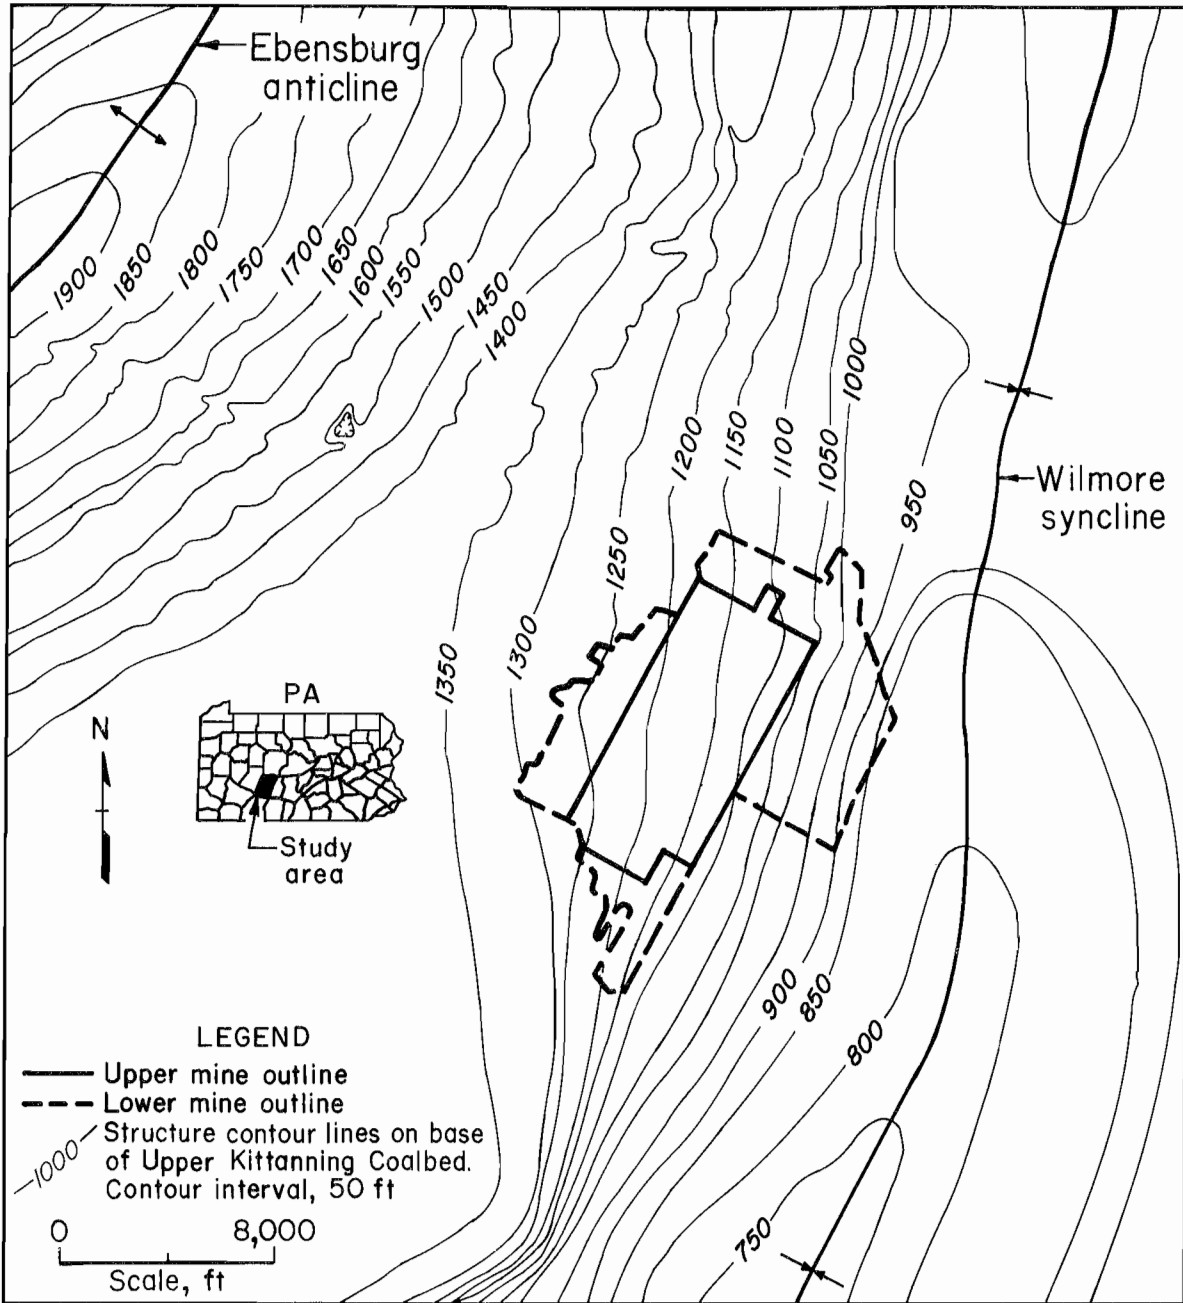 Ebensburg
anticline
1900
1850
1800
1750
1700
1650
1600
1550
1500
1450
1400
1350
1300
1250
1200
1150
1100
1050
1000
950
Wilmore
syncline
900
850
800
750
PA
N
Study
area
LEGEND
Upper mine outline
Lower mine outline
—1000 Structure contour lines on base
of Upper Kittanning Coalbed.
Contour interval, 50 ft
0 8,000
Scale, ft